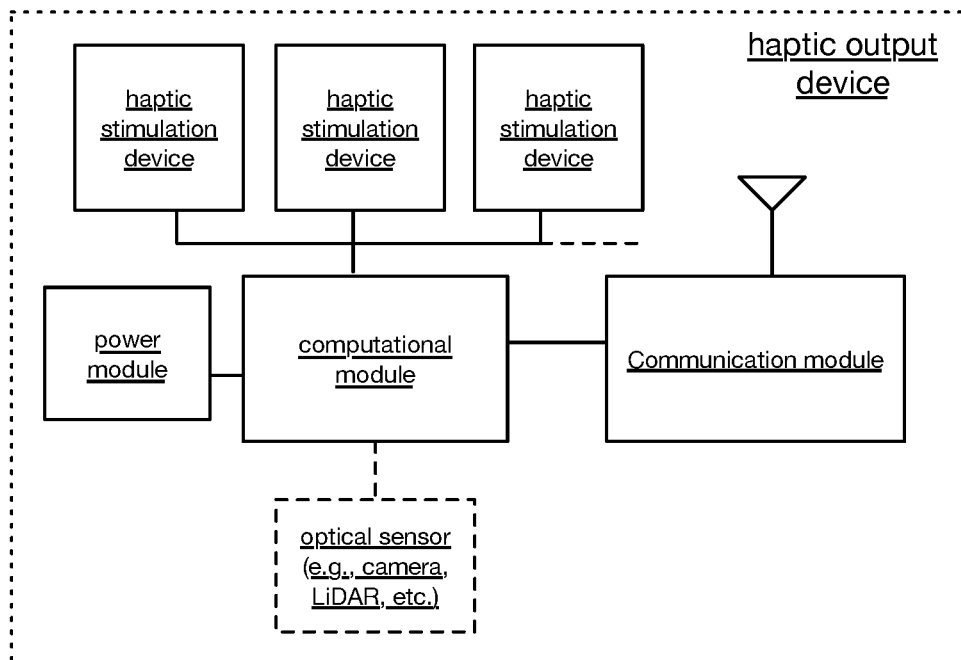 haptic output
device
haptic
stimulation
device
haptic
stimulation
device
haptic
stimulation
device
power
module
computational
module
Communication module
optical sensor
(e.g., camera,
LiDAR, etc.)